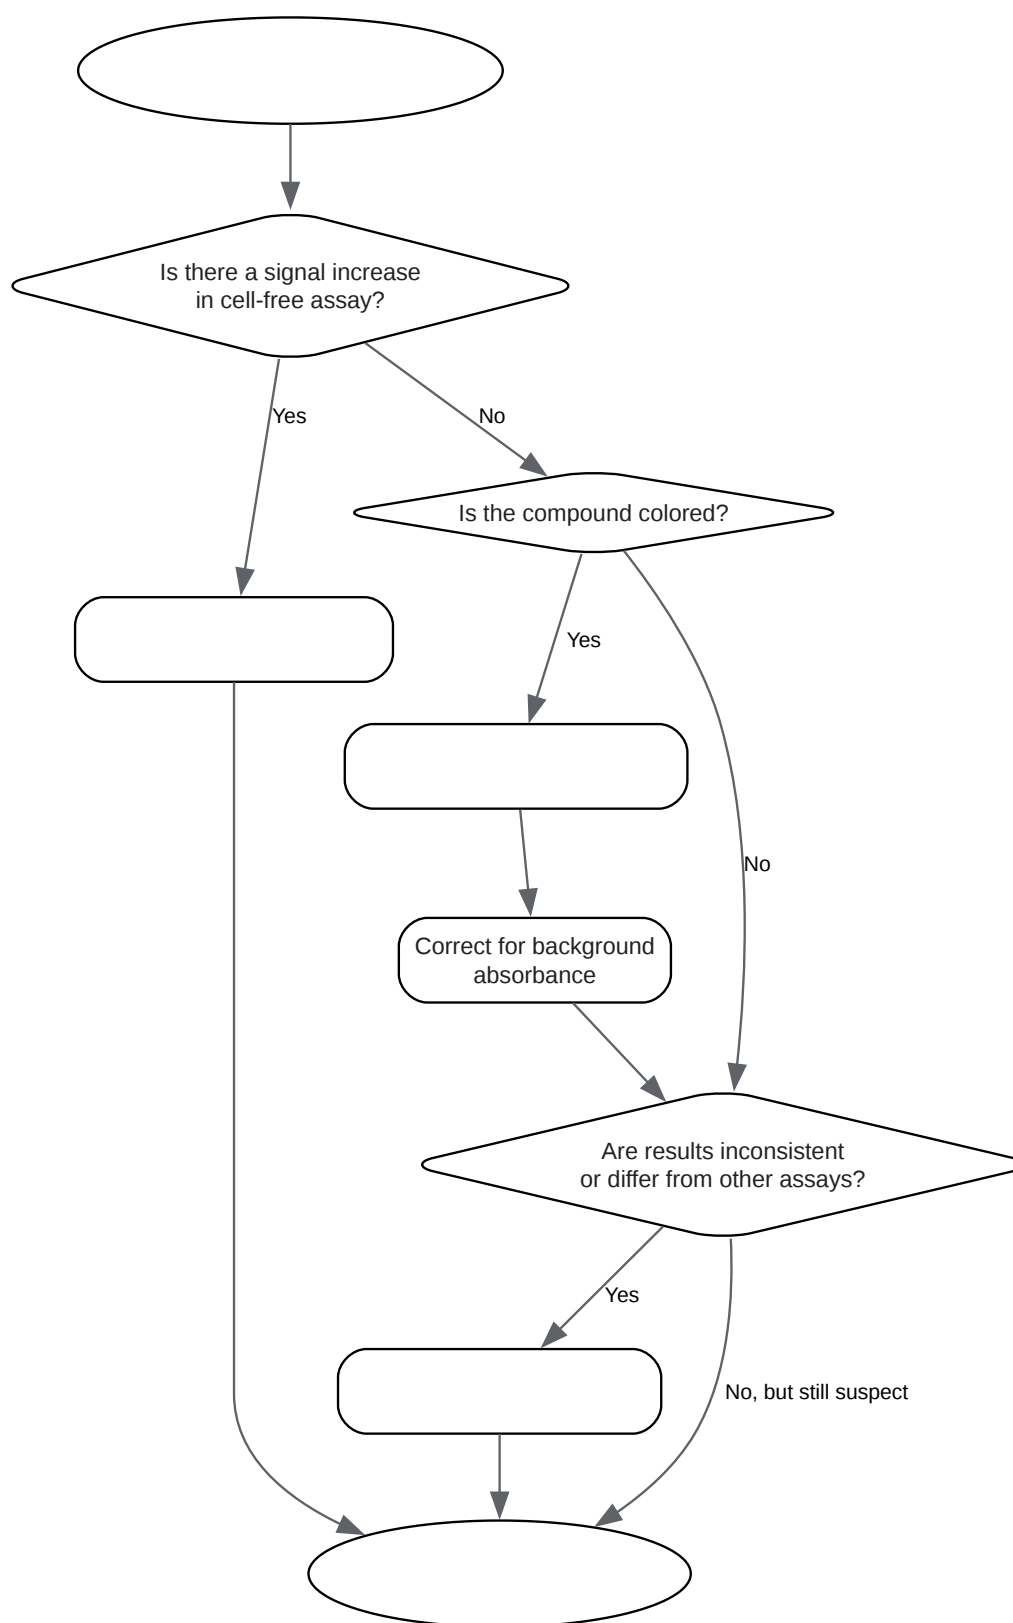 Is there a signal increase
in cell-free assay?
Yes
No
Is the compound colored?
Yes
No
Correct for background
absorbance
Are results inconsistent
or differ from other assays?
Yes
No, but still suspect